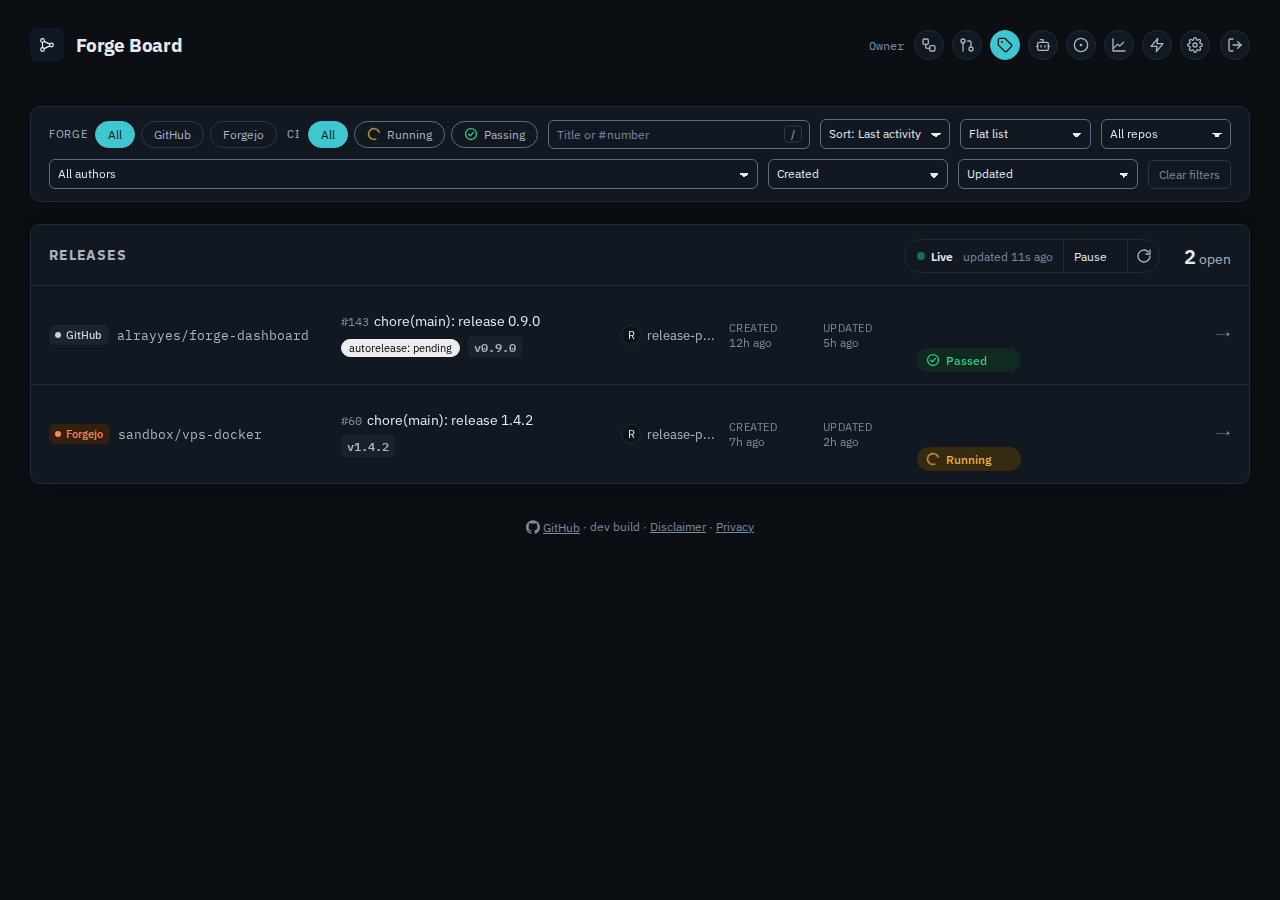 Forge Board
Owner
FORGE All GitHub Forgejo CI All Running Passing Title or #number / Sort: Last activity Flat list All repos
All authors Created Updated Clear filters
RELEASES Live updated 11s ago Pause 2 open
GitHub alrayyes/forge-dashboard #143 chore(main): release 0.9.0 R release-p... CREATED UPDATED
autorelease: pending v0.9.0 12h ago 5h ago
Passed
Forgejo sandbox/vps-docker #60 chore(main): release 1.4.2 R release-p... CREATED UPDATED
v1.4.2 7h ago 2h ago
Running
GitHub · dev build · Disclaimer · Privacy